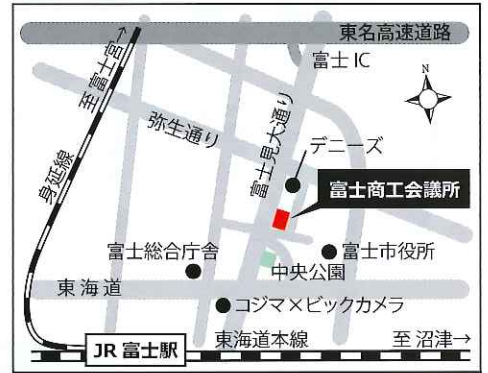 東名高速道路
至富士宮→
富士IC
N
富士見大通り
弥生通り
デニーズ
身延線
富士商工会議所
富士総合庁舎
富士市役所
中央公園
東海道
コジマ×ビックカメラ
JR富士駅
東海道本線
至 沼津→